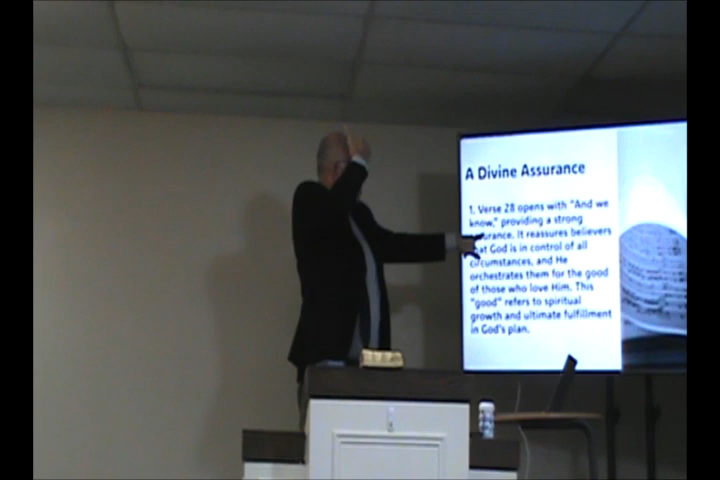 A Divine Assurance
1. Verse 28 opens with "And we
know," providing a strong
assurance. It reassures believers
that God is in control of all
circumstances, and He
orchestrates them for the good
of those who love Him. This
"good" refers to spiritual
growth and ultimate fulfillment
in God's plan.